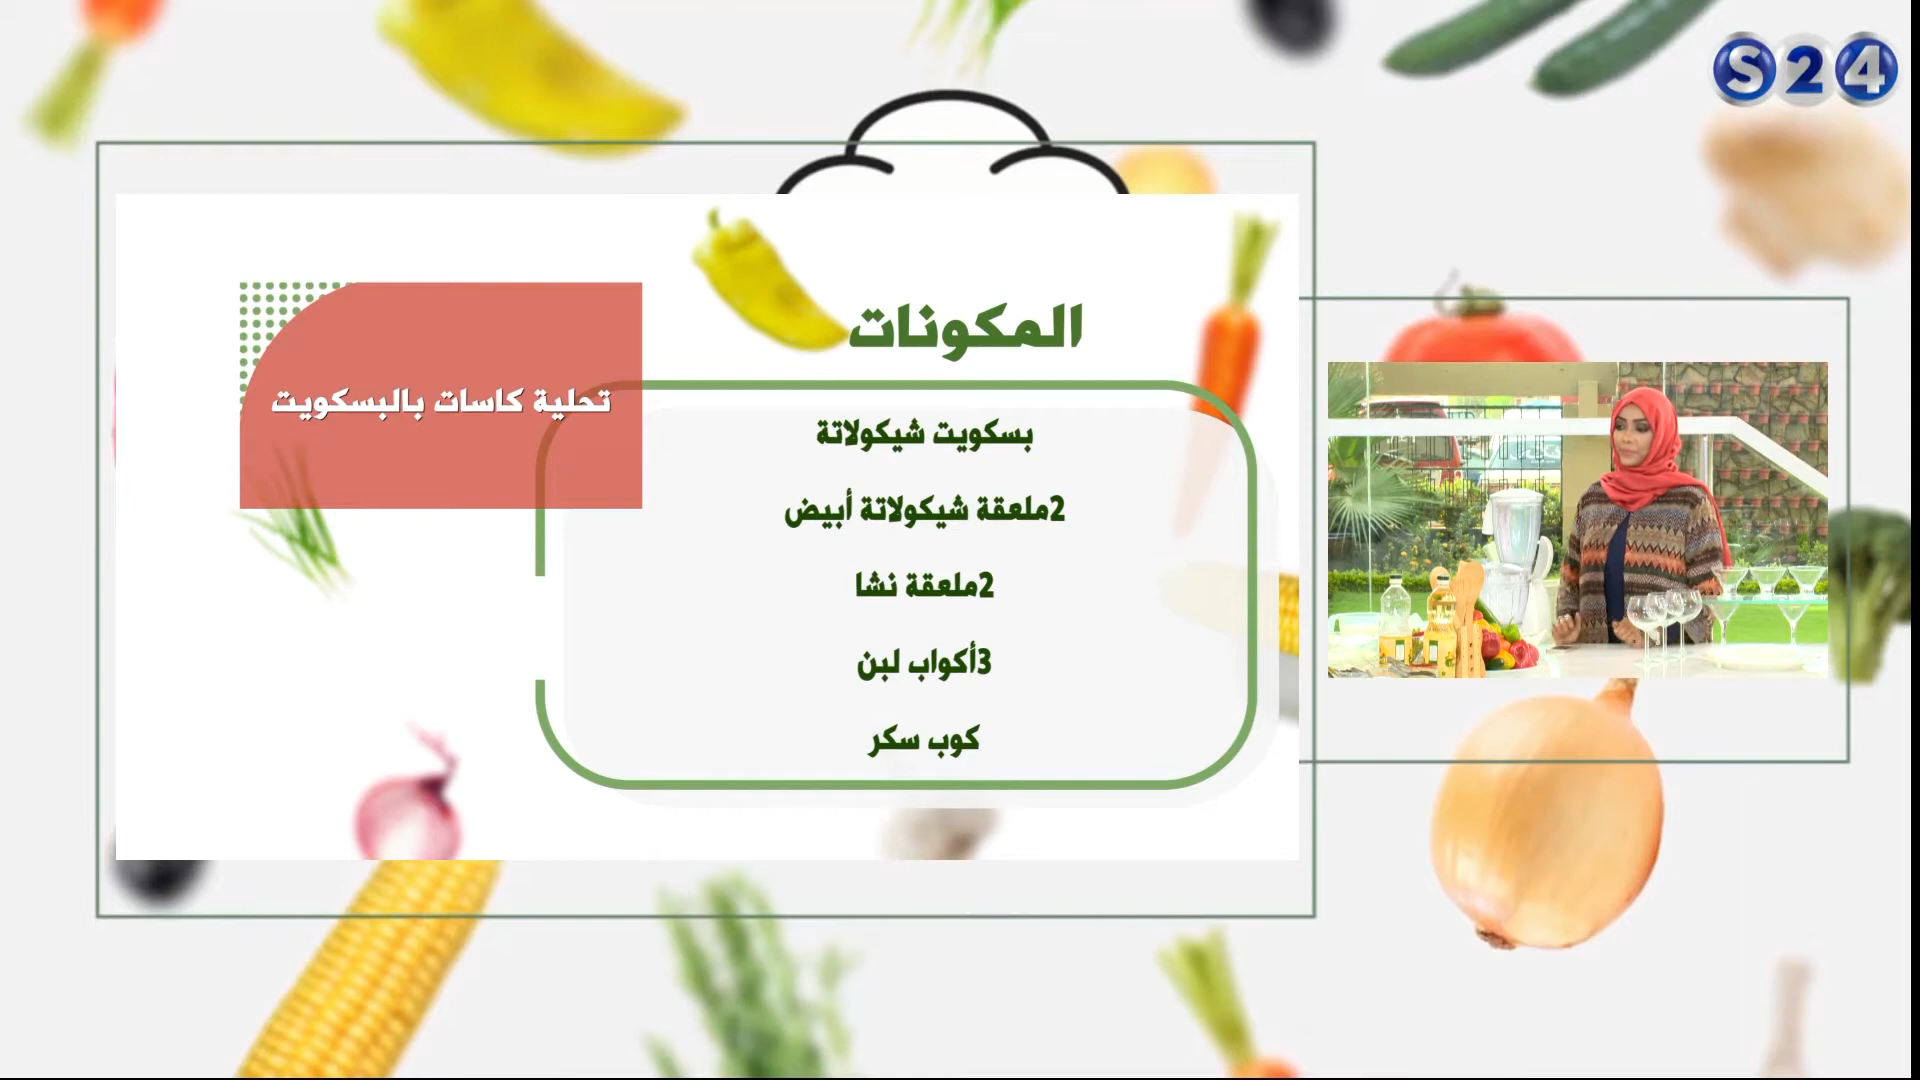 S24
المكونات
تحلية كاسات بالبسكويت
بسكويت شيكولاتة
2ملعقة شيكولاتة أبيض
2ملعقة نشا
3أكواب لبن
كوب سكر